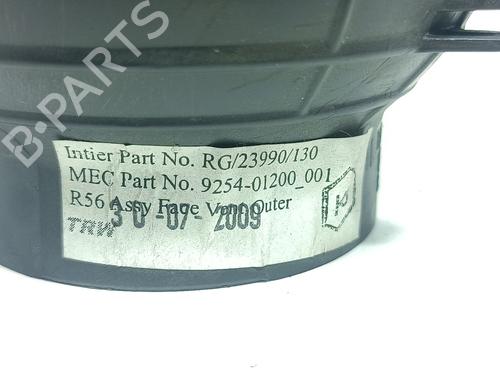 B-PARTS
Intier Part No. RG/23990/130
MEC Part No. 9254-01200_001
R56 Assy Face Vent Outer
30-07-2009
TRW